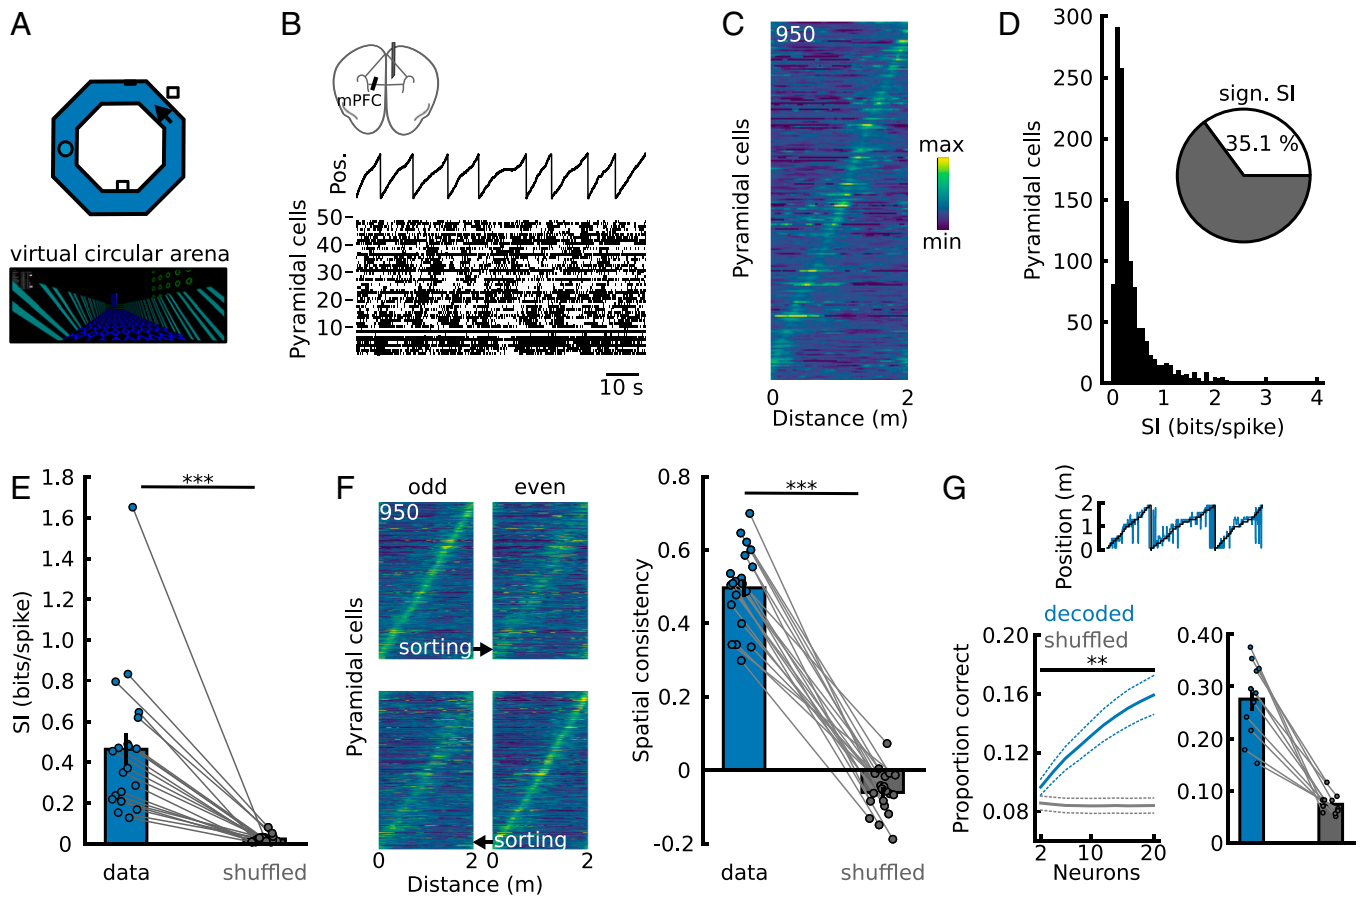 A
virtual circular arena
B
mPFC
Pos.
Pyramidal cells
50
40
30
20
10
10 s
C
950
Pyramidal cells
max
min
0
2
Distance (m)
D
300
250
200
150
100
50
0
Pyramidal cells
sign. SI
35.1 %
0 1 2 3 4
SI (bits/spike)
E
1.8
1.6
1.4
1.2
1.0
0.8
0.6
0.4
0.2
0
SI (bits/spike)
***
data
shuffled
F
odd
even
950
sorting
sorting
Pyramidal cells
0
2
0
2
Distance (m)
0.8
0.6
0.4
0.2
0
-0.2
Spatial consistency
***
data
shuffled
G
Position (m)
2
1
0
decoded
shuffled
**
0.20
0.16
0.12
0.08
Proportion correct
2 10 20
Neurons
0.40
0.30
0.20
0.10
0